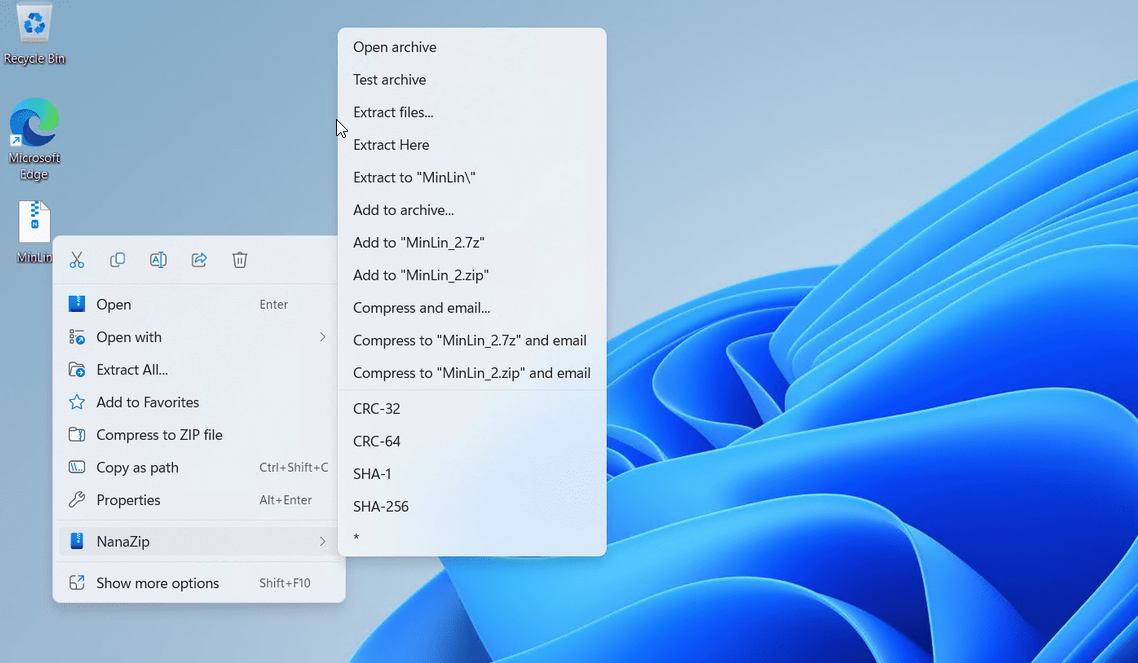 Recycle Bin
Microsoft
Edge
MinLin
Open Enter
Open with
Extract All...
Add to Favorites
Compress to ZIP file
Copy as path Ctrl+Shift+C
Properties Alt+Enter
NanaZip
Show more options Shift+F10
Open archive
Test archive
Extract files...
Extract Here
Extract to "MinLin\"
Add to archive...
Add to "MinLin_2.7z"
Add to "MinLin_2.zip"
Compress and email...
Compress to "MinLin_2.7z" and email
Compress to "MinLin_2.zip" and email
CRC-32
CRC-64
SHA-1
SHA-256
*